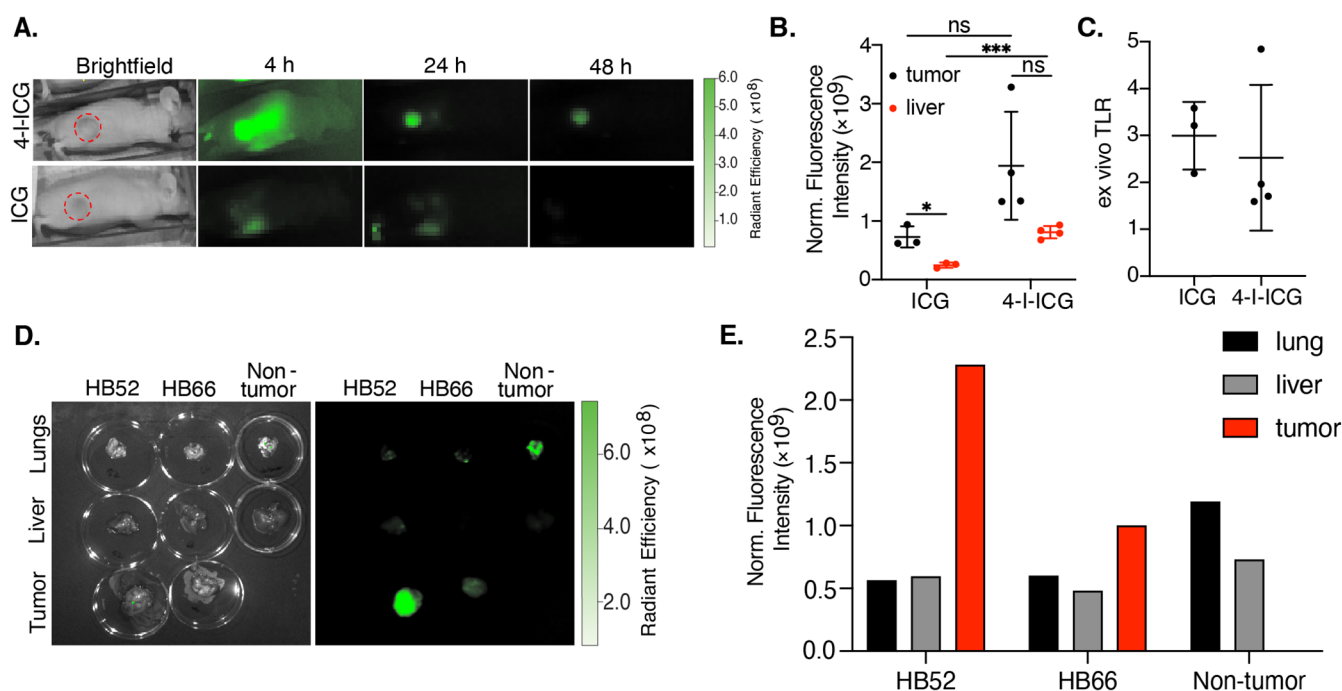 A.
Brightfield
4 h
24 h
48 h
4-I-ICG
ICG
6.0
5.0
4.0
3.0
2.0
1.0
Radiant Efficiency ( x10⁸)
B.
ns
***
ns
*
tumor
liver
4
3
2
1
0
Norm. Fluorescence
Intensity (×10⁹)
ICG
4-I-ICG
C.
5
4
3
2
1
0
ex vivo TLR
ICG
4-I-ICG
D.
HB52
HB66
Non -
tumor
HB52
HB66
Non -
tumor
Lungs
Liver
Tumor
6.0
4.0
2.0
Radiant Efficiency ( x10⁸)
E.
2.5
2.0
1.5
1.0
0.5
0.0
Norm. Fluorescence
Intensity (×10⁹)
lung
liver
tumor
HB52
HB66
Non-tumor